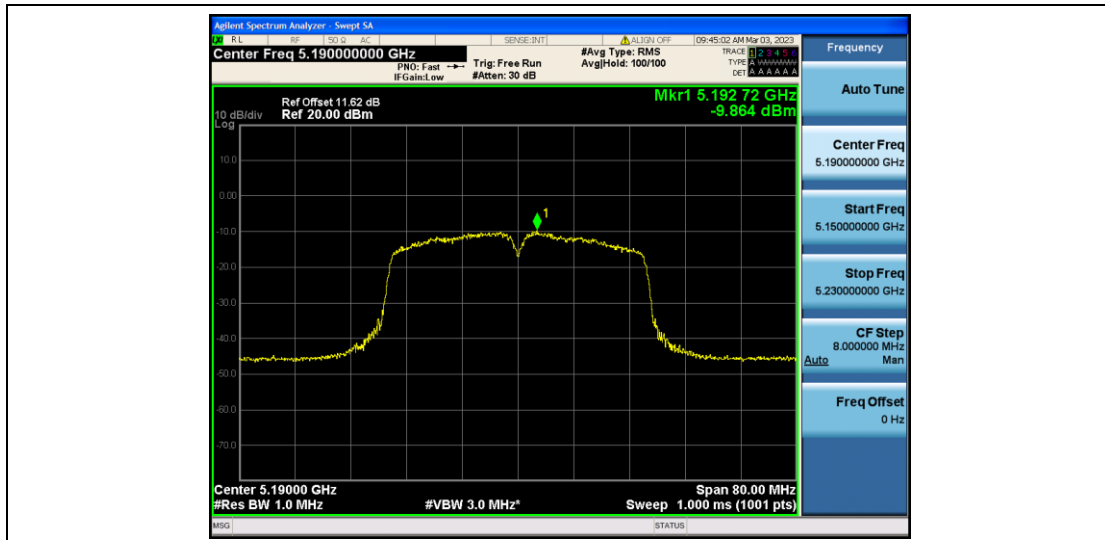 Agilent Spectrum Analyzer - Swept SA
RL RF 50 Ω AC SENSE:INT ALIGN OFF 09:45:02 AM Mar 03, 2023
Center Freq 5.190000000 GHz
PNO: Fast
IFGain:Low
Trig: Free Run
#Atten: 30 dB
#Avg Type: RMS
Avg|Hold: 100/100
TRACE 1 2 3 4 5 6
TYPE A
DET A A A A A A
Frequency
Mkr1 5.192 72 GHz
-9.864 dBm
Ref Offset 11.62 dB
10 dB/div Ref 20.00 dBm
Log
10.0
0.00
-10.0
-20.0
-30.0
-40.0
-50.0
-60.0
-70.0
1
Center 5.19000 GHz
Span 80.00 MHz
#Res BW 1.0 MHz
#VBW 3.0 MHz*
Sweep 1.000 ms (1001 pts)
MSG
STATUS
Auto Tune
Center Freq
5.190000000 GHz
Start Freq
5.150000000 GHz
Stop Freq
5.230000000 GHz
CF Step
8.000000 MHz
Auto Man
Freq Offset
0 Hz